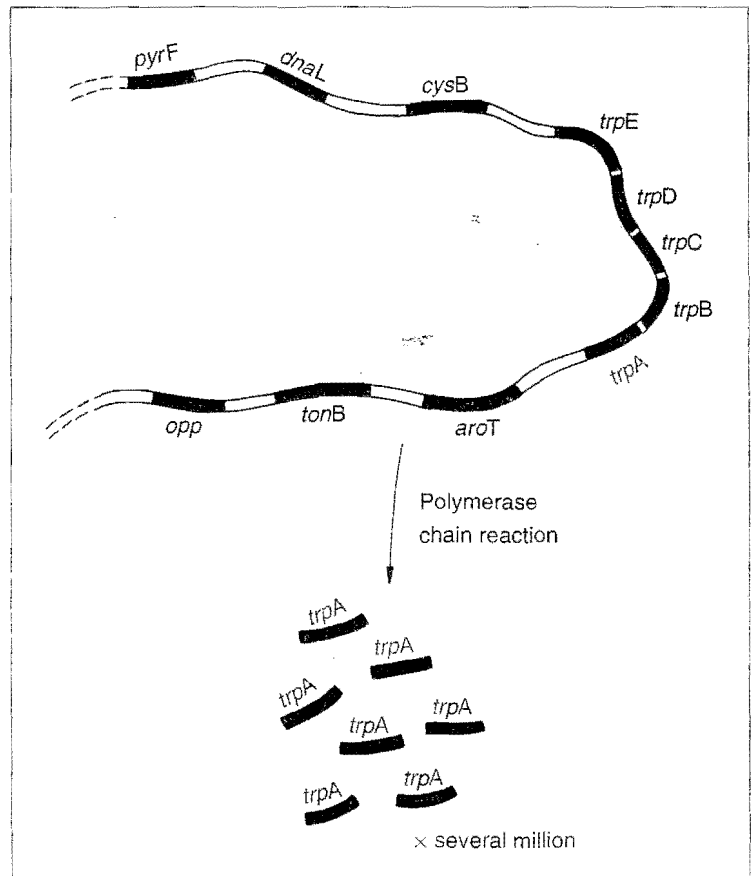 pyrF
dnaL
cysB
trpE
trpD
trpC
trpB
trpA
aroT
tonB
opp
Polymerase
chain reaction
trpA
trpA
trpA
trpA
trpA
trpA
trpA
× several million